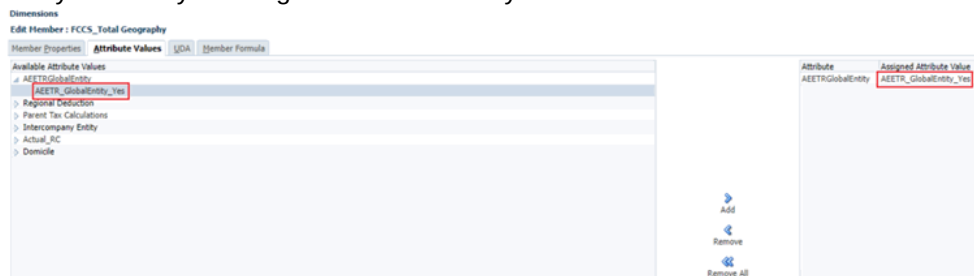 Dimensions
Edit Member : FCCS_Total Geography
Member Properties Attribute Values UDA Member Formula
Available Attribute Values Attribute Assigned Attribute Value
AEETRGlobalEntity AEETRGlobalEntity AEETR_GlobalEntity_Yes
AEETR_GlobalEntity_Yes
Regional Deduction
Parent Tax Calculations
Intercompany Entity
Actual_RC
Domicile
Add
Remove
Remove All